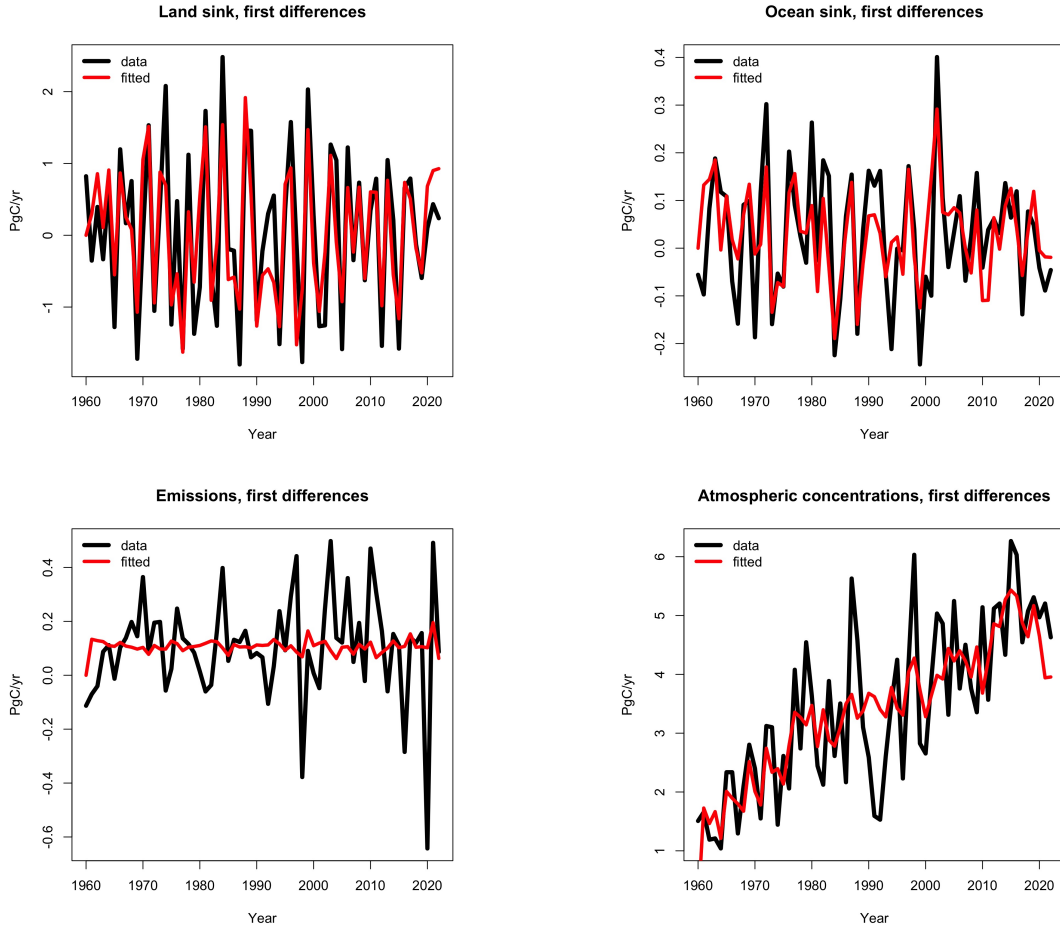 Land sink, first differences
data
fitted
PgC/yr
2
1
0
-1
1960 1970 1980 1990 2000 2010 2020
Year
Ocean sink, first differences
data
fitted
PgC/yr
0.4
0.3
0.2
0.1
0.0
-0.1
-0.2
1960 1970 1980 1990 2000 2010 2020
Year
Emissions, first differences
data
fitted
PgC/yr
0.4
0.2
0.0
-0.2
-0.4
-0.6
1960 1970 1980 1990 2000 2010 2020
Year
Atmospheric concentrations, first differences
data
fitted
PgC/yr
6
5
4
3
2
1
1960 1970 1980 1990 2000 2010 2020
Year